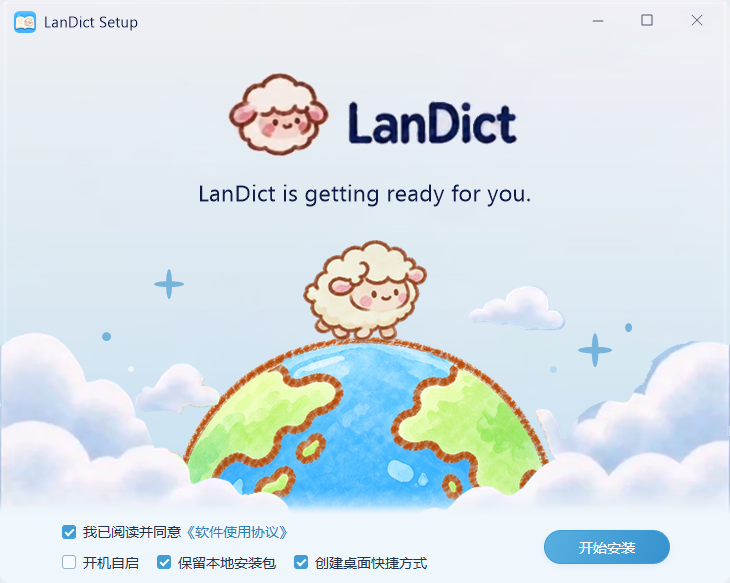 LanDict Setup
LanDict
LanDict is getting ready for you.
我已阅读并同意《软件使用协议》
开机自启 保留本地安装包 创建桌面快捷方式
开始安装